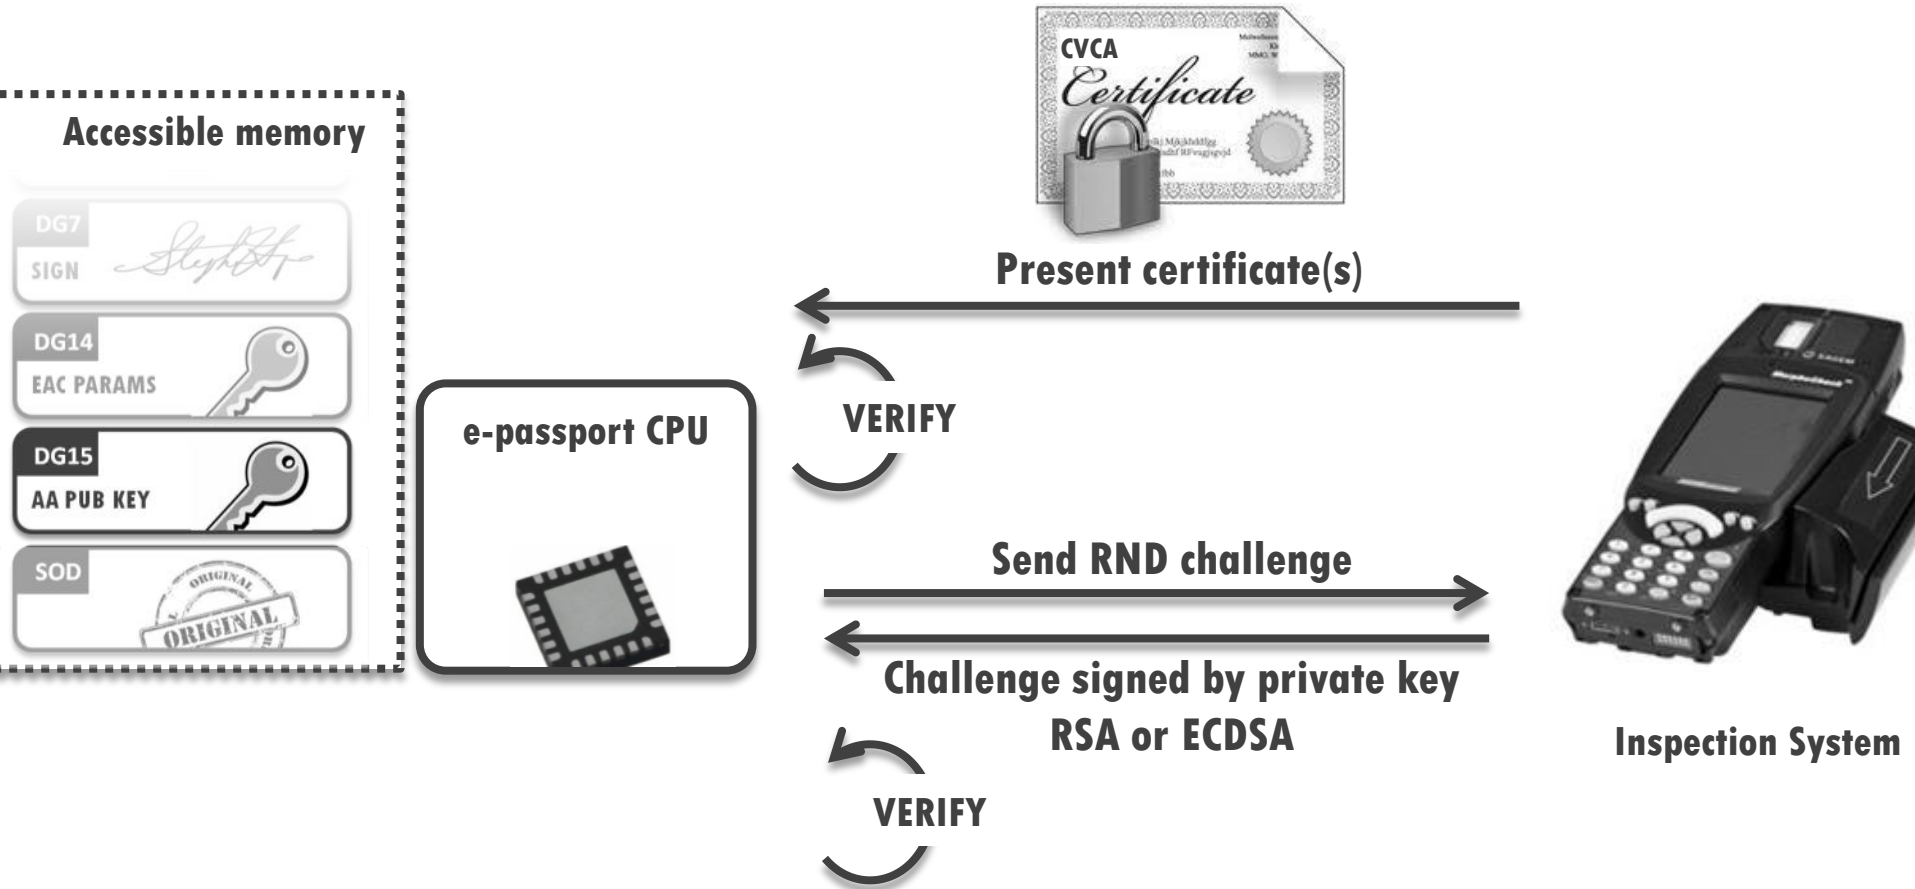 CVCA
Certificate
Accessible memory
DG7
SIGN
DG14
EAC PARAMS
DG15
AA PUB KEY
SOD
ORIGINAL
ORIGINAL
e-passport CPU
Present certificate(s)
VERIFY
Send RND challenge
Challenge signed by private key
RSA or ECDSA
VERIFY
Inspection System